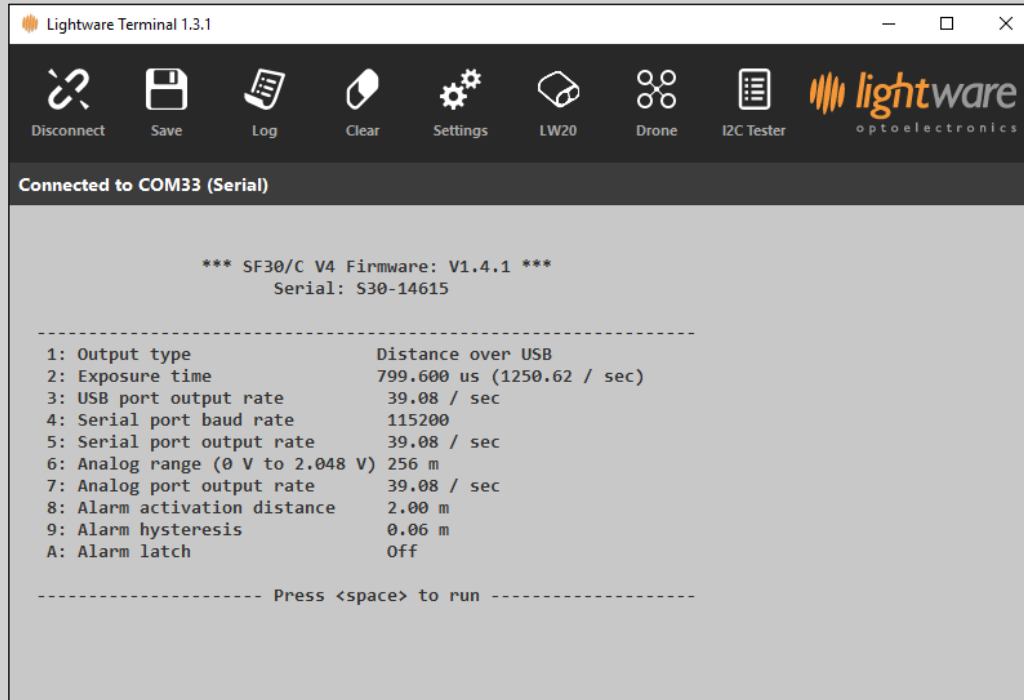 Lightware Terminal 1.3.1
Disconnect Save Log Clear Settings LW20 Drone I2C Tester
lightware
optoelectronics
Connected to COM33 (Serial)
*** SF30/C V4 Firmware: V1.4.1 ***
Serial: S30-14615
----------------------------------------------------------------
1: Output type Distance over USB
2: Exposure time 799.600 us (1250.62 / sec)
3: USB port output rate 39.08 / sec
4: Serial port baud rate 115200
5: Serial port output rate 39.08 / sec
6: Analog range (0 V to 2.048 V) 256 m
7: Analog port output rate 39.08 / sec
8: Alarm activation distance 2.00 m
9: Alarm hysteresis 0.06 m
A: Alarm latch Off
---------------------- Press <space> to run --------------------